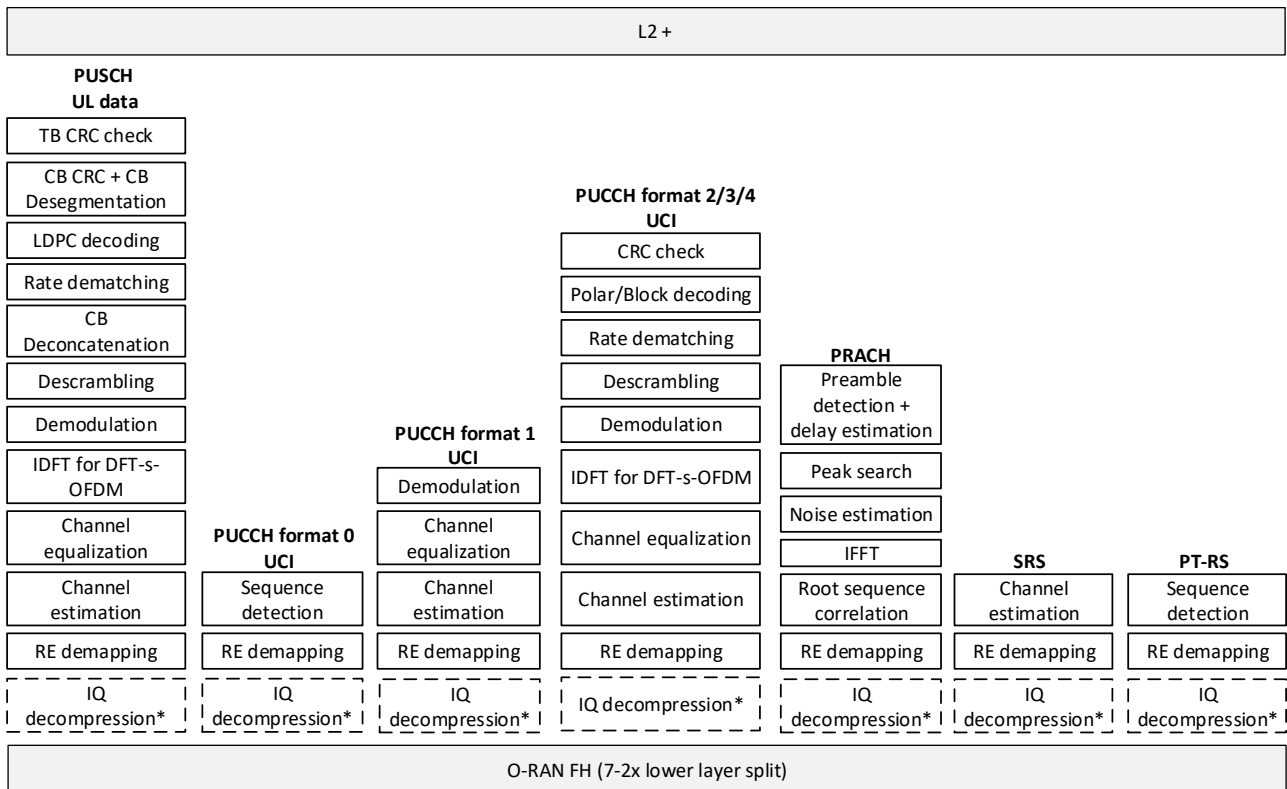 L2 +
PUSCH
UL data
TB CRC check
CB CRC + CB
Desegmentation
LDPC decoding
Rate dematching
CB
Deconcatenation
Descrambling
Demodulation
IDFT for DFT-s-
OFDM
Channel
equalization
Channel
estimation
RE demapping
IQ
decompression*
PUCCH format 0
UCI
Sequence
detection
RE demapping
IQ
decompression*
PUCCH format 1
UCI
Demodulation
Channel
equalization
Channel
estimation
RE demapping
IQ
decompression*
PUCCH format 2/3/4
UCI
CRC check
Polar/Block decoding
Rate dematching
Descrambling
Demodulation
IDFT for DFT-s-OFDM
Channel equalization
Channel estimation
RE demapping
IQ decompression*
PRACH
Preamble
detection +
delay estimation
Peak search
Noise estimation
IFFT
Root sequence
correlation
RE demapping
IQ
decompression*
SRS
Channel
estimation
RE demapping
IQ
decompression*
PT-RS
Sequence
detection
RE demapping
IQ
decompression*
O-RAN FH (7-2x lower layer split)